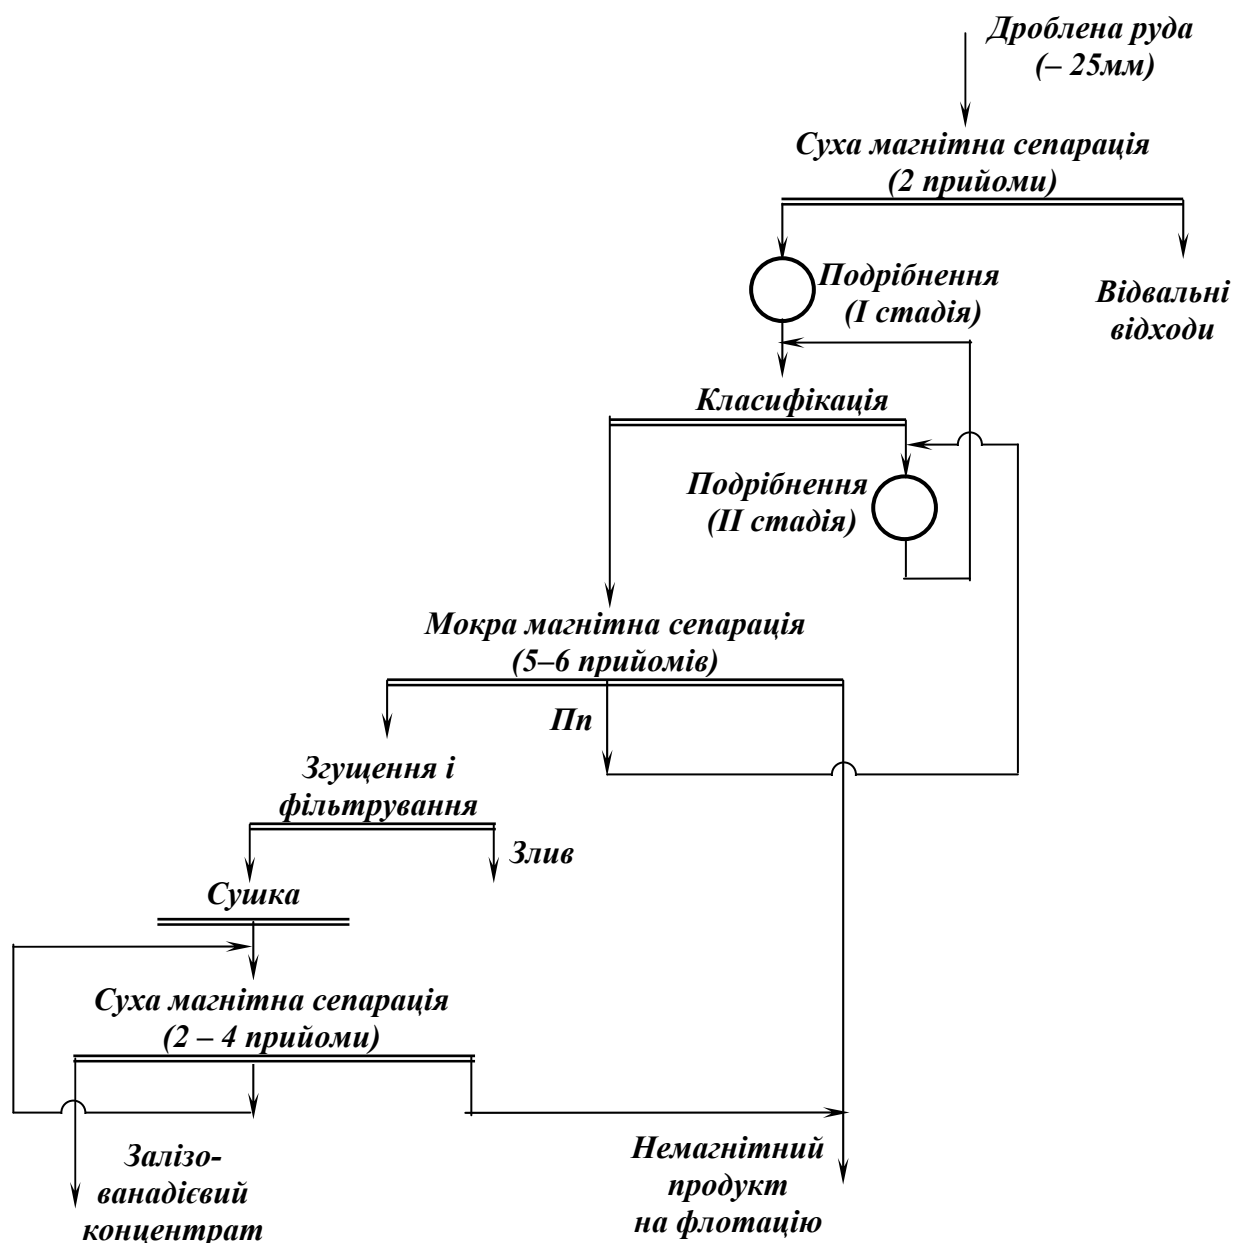 Дроблена руда
(– 25мм)
Суха магнітна сепарація
(2 прийоми)
Подрібнення
(І стадія)
Відвальні
відходи
Класифікація
Подрібнення
(ІІ стадія)
Мокра магнітна сепарація
(5–6 прийомів)
Пп
Згущення і
фільтрування
Злив
Сушка
Суха магнітна сепарація
(2 – 4 прийоми)
Залізо-
ванадієвий
концентрат
Немагнітний
продукт
на флотацію